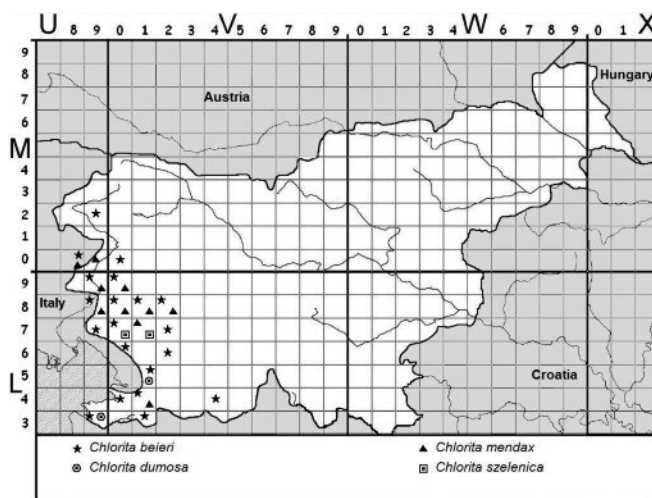 U 8 9 0 1 2 3 4 V 5 6 7 8 9 0 1 2 3 4 W 6 7 8 9 0 1 X
9
8 Hungary
7 Austria
6
M
4
3
2
1
0
9
Italy
8
7
6
5 Croatia
L
4
3
Chlorita beieri Chlorita mendax
Chlorita dumosa Chlorita szelenica